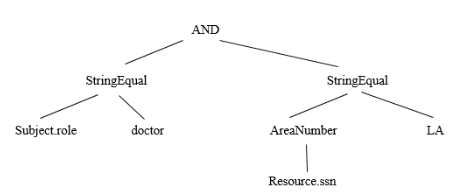 AND
StringEqual StringEqual
Subject.role doctor AreaNumber LA
Resource.ssn